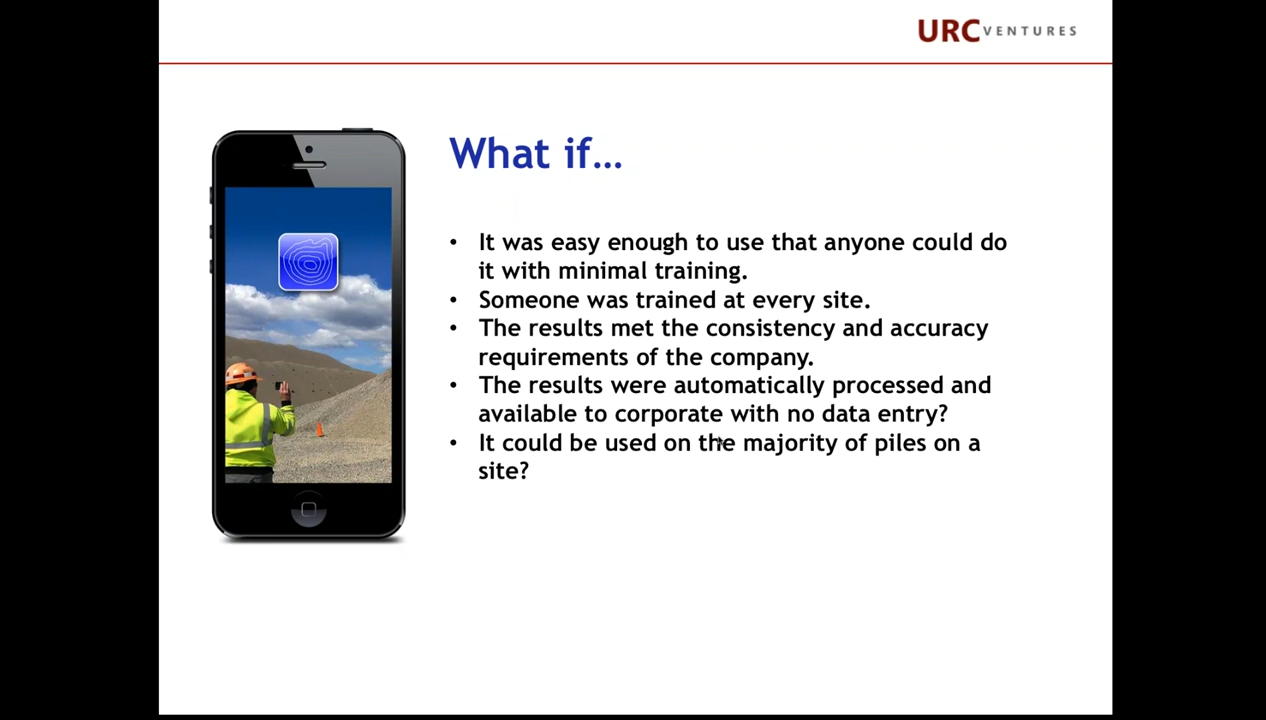 URC VENTURES
What if...
• It was easy enough to use that anyone could do
it with minimal training.
• Someone was trained at every site.
• The results met the consistency and accuracy
requirements of the company.
• The results were automatically processed and
available to corporate with no data entry?
• It could be used on the majority of piles on a
site?